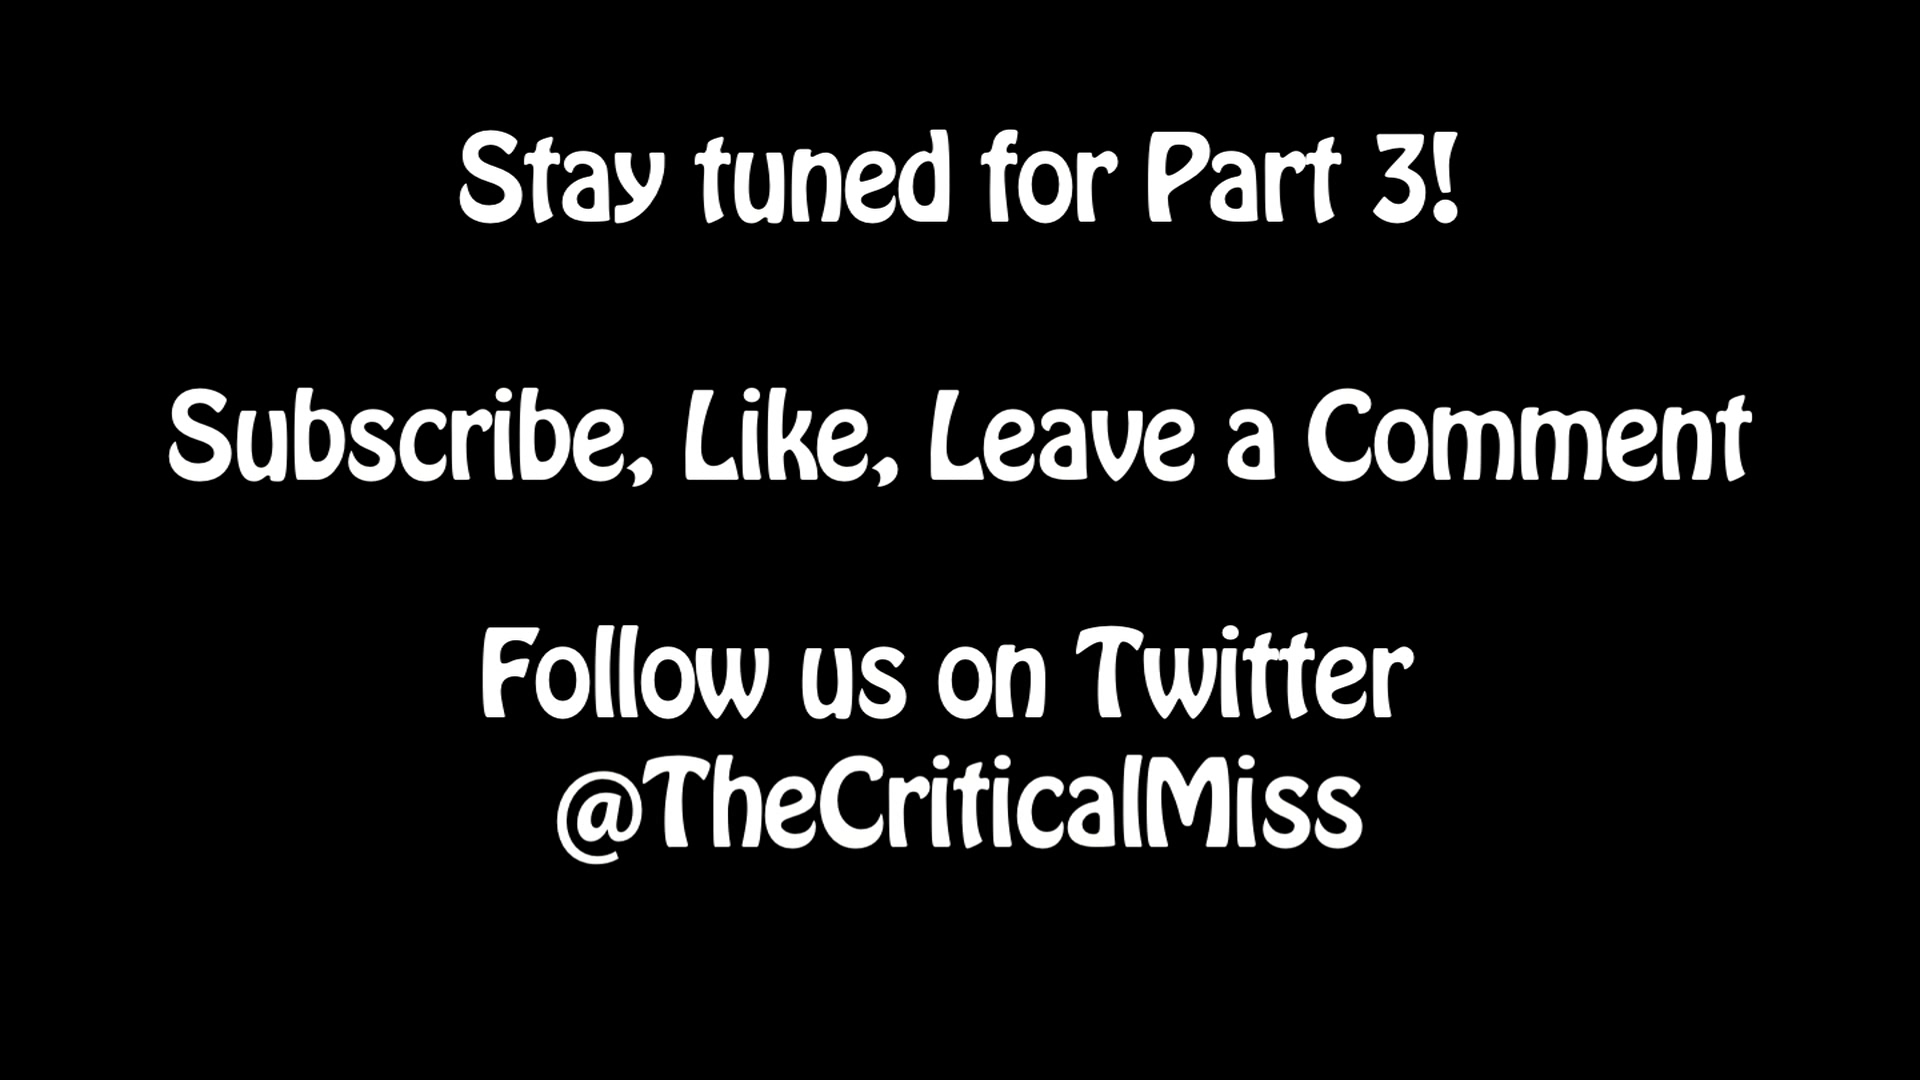 Stay tuned for Part 3!
Subscribe, Like, Leave a Comment
Follow us on Twitter
@TheCriticalMiss